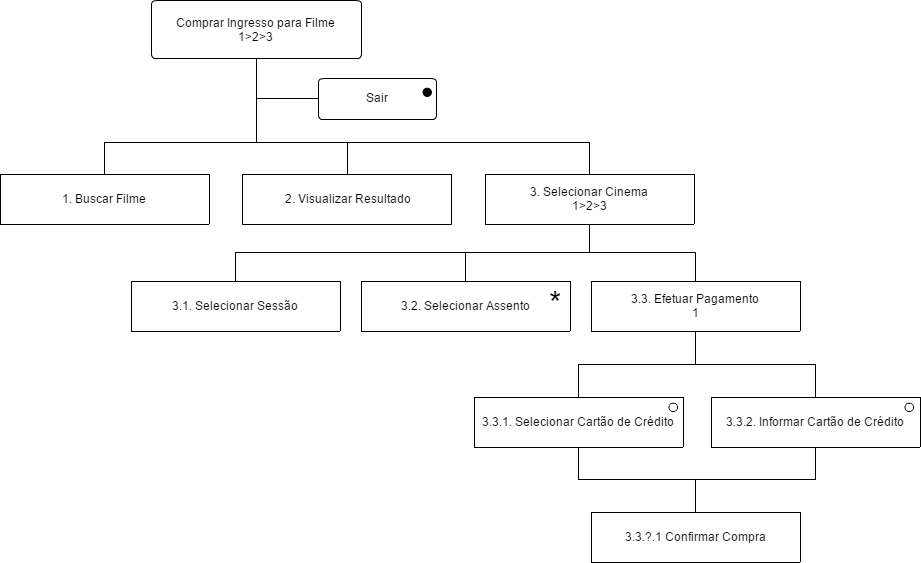 Comprar Ingresso para Filme
1>2>3
Sair
1. Buscar Filme
2. Visualizar Resultado
3. Selecionar Cinema
1>2>3
3.1. Selecionar Sessão
3.2. Selecionar Assento
*
3.3. Efetuar Pagamento
1
3.3.1. Selecionar Cartão de Crédito
3.3.2. Informar Cartão de Crédito
3.3.?.1 Confirmar Compra